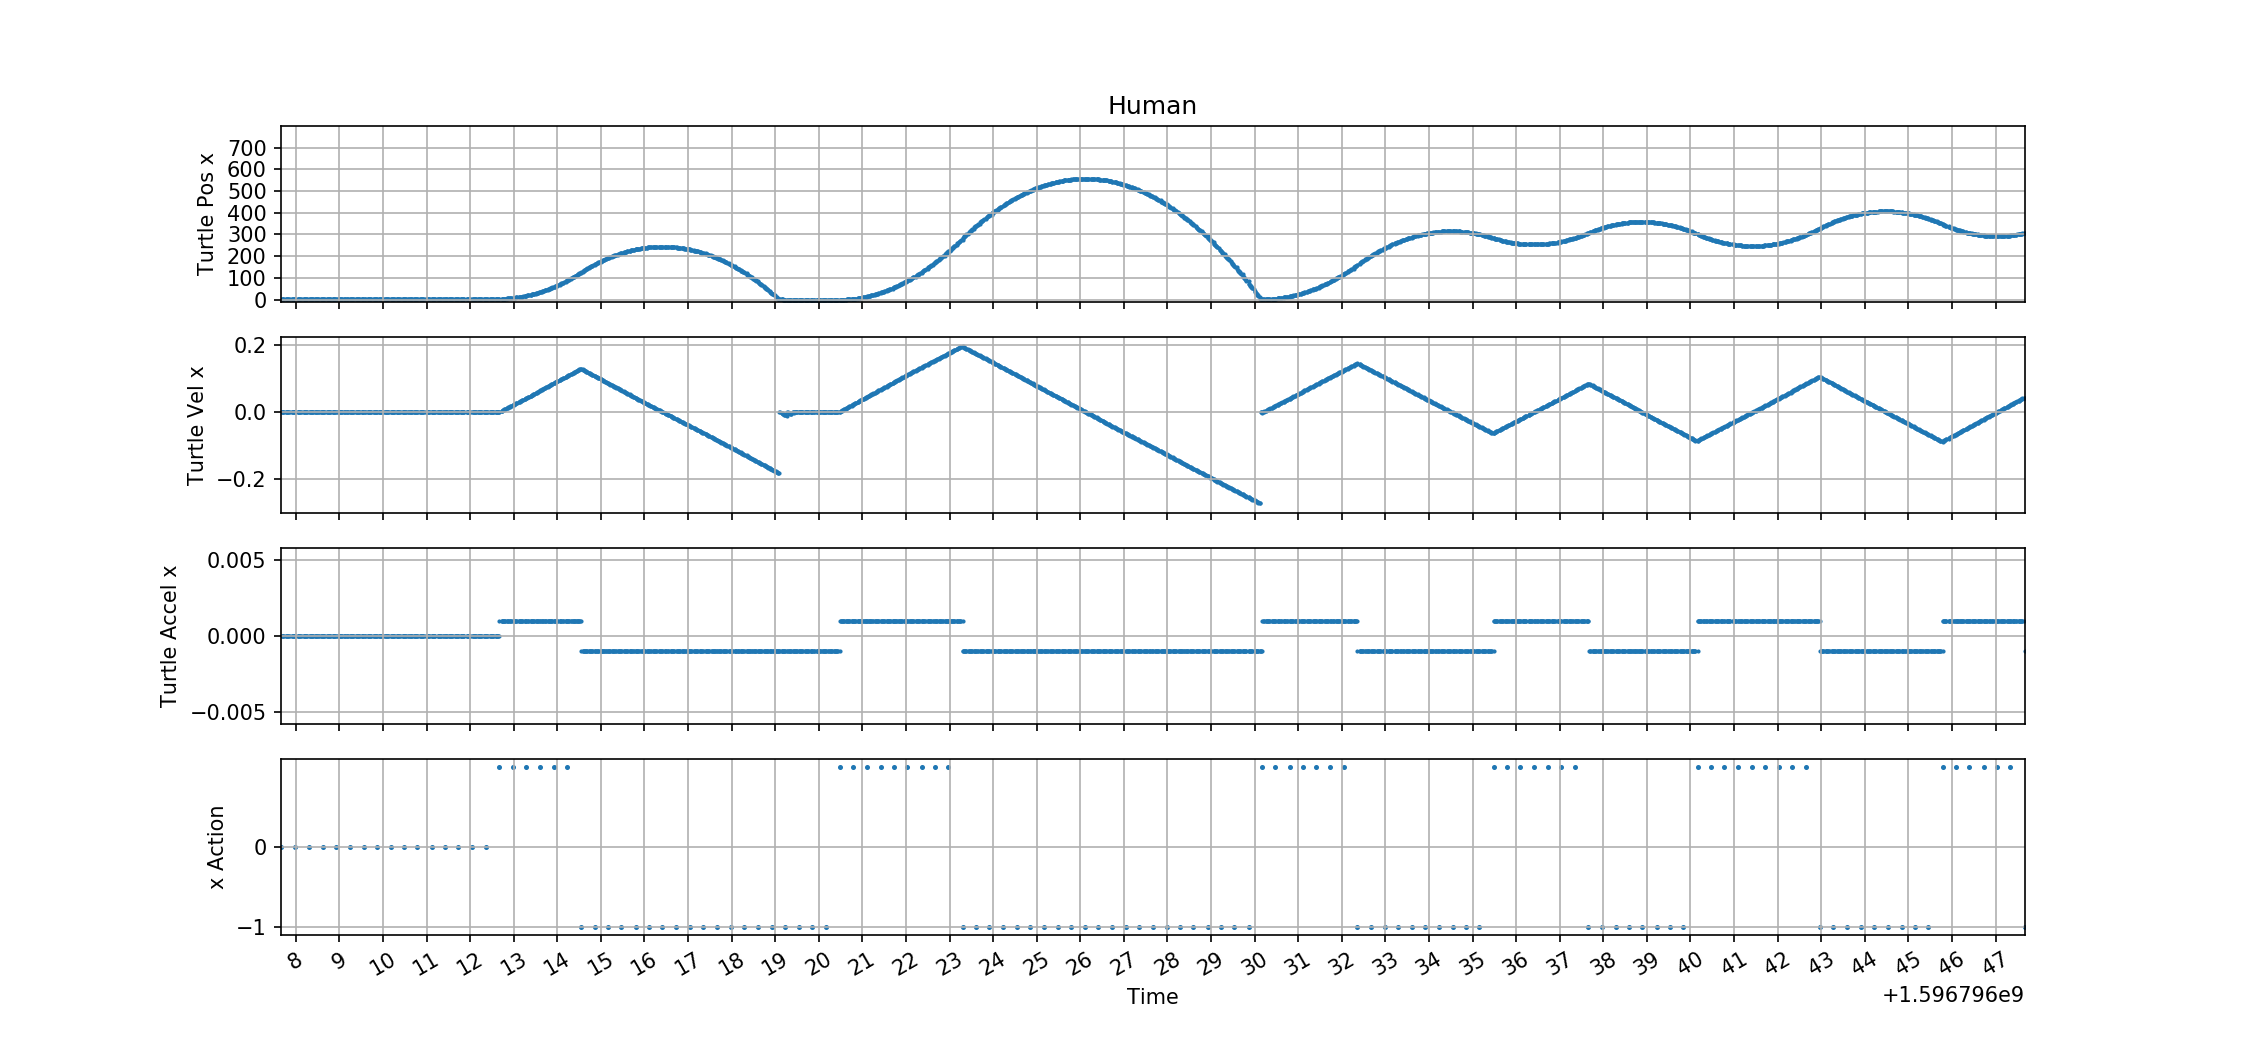 Human
Turtle Pos x
700
600
500
400
300
200
100
0
Turtle Vel x
0.2
0.0
−0.2
Turtle Accel x
0.005
0.000
−0.005
x Action
0
−1
8 9 10 11 12 13 14 15 16 17 18 19 20 21 22 23 24 25 26 27 28 29 30 31 32 33 34 35 36 37 38 39 40 41 42 43 44 45 46 47
Time
+1.596796e9